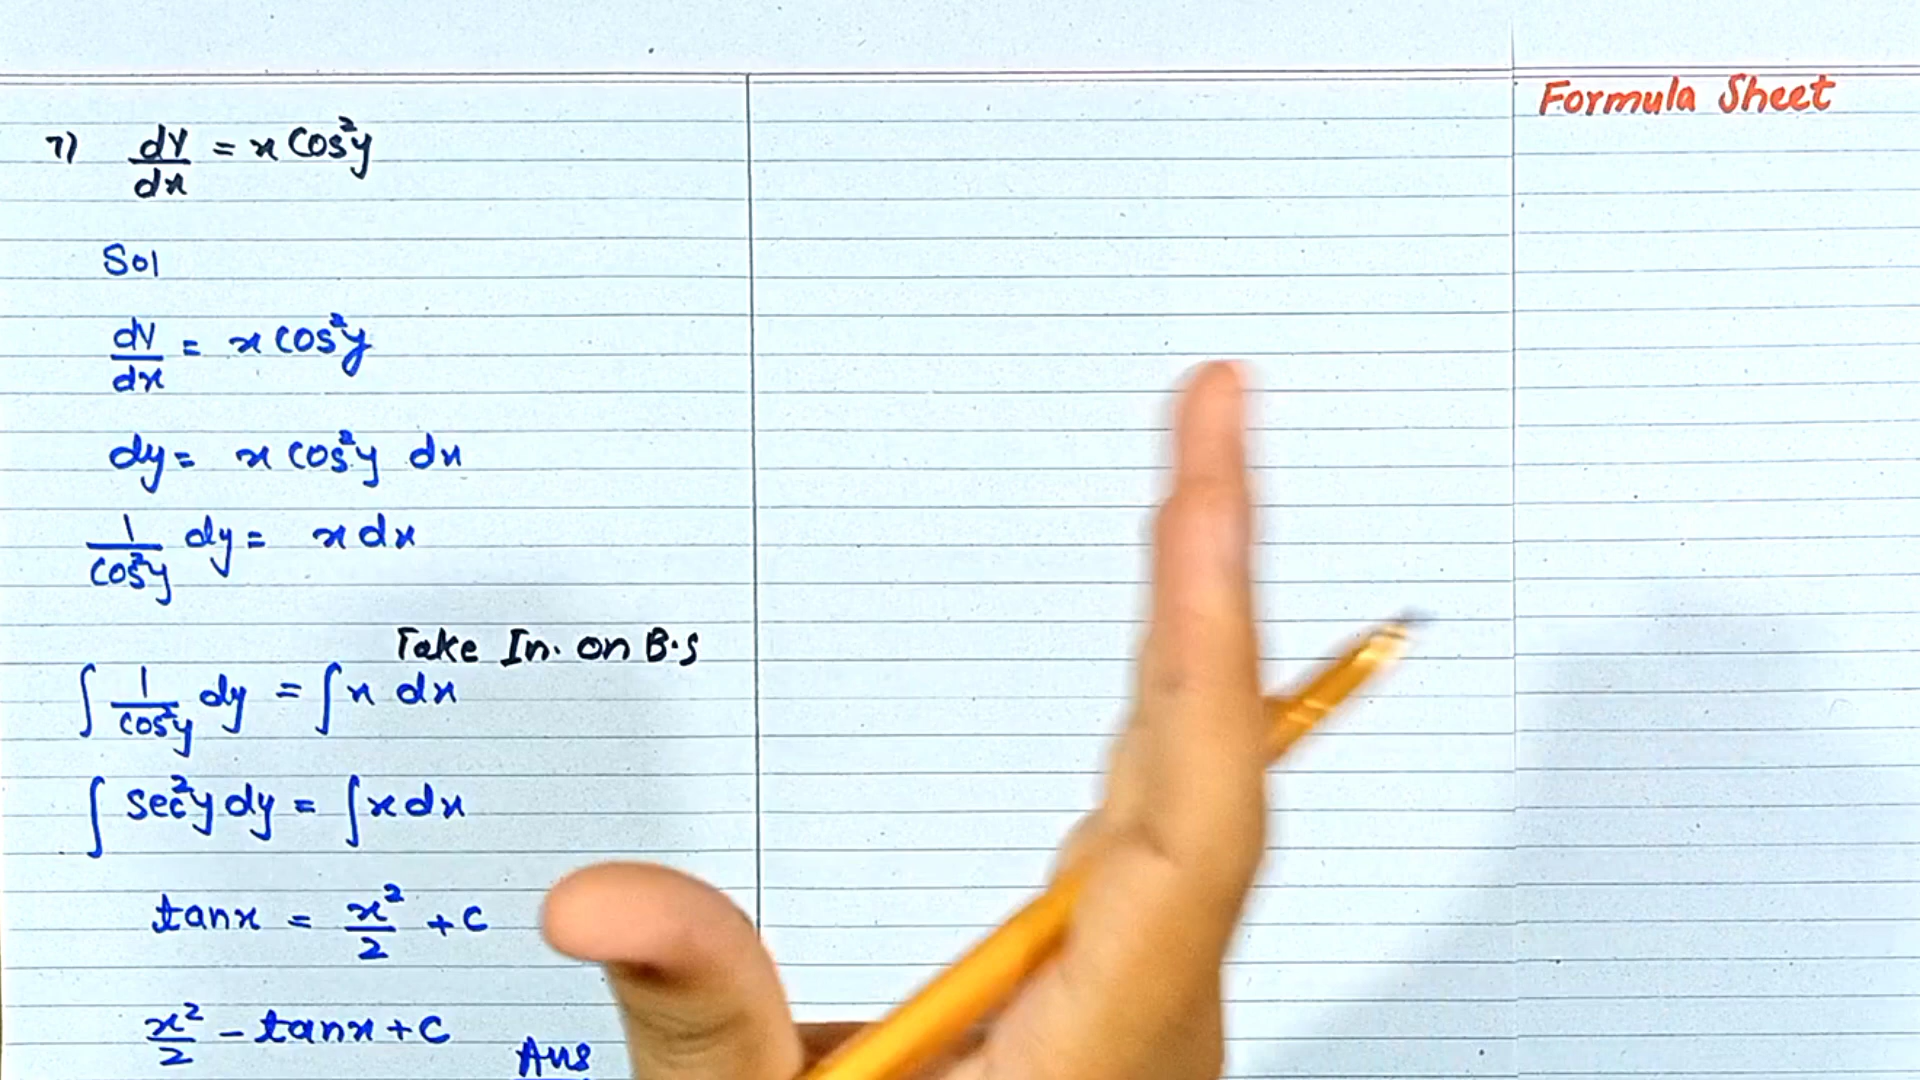 7) dy/dx = x Cos²y
Sol
dy/dx = x cos²y
dy = x cos²y dx
1/cos²y dy = x dx
Take In. on B.S
∫ 1/cos²y dy = ∫ x dx
∫ sec²y dy = ∫ x dx
tanx = x²/2 + c
x²/2 - tanx + c
Ans
Formula Sheet